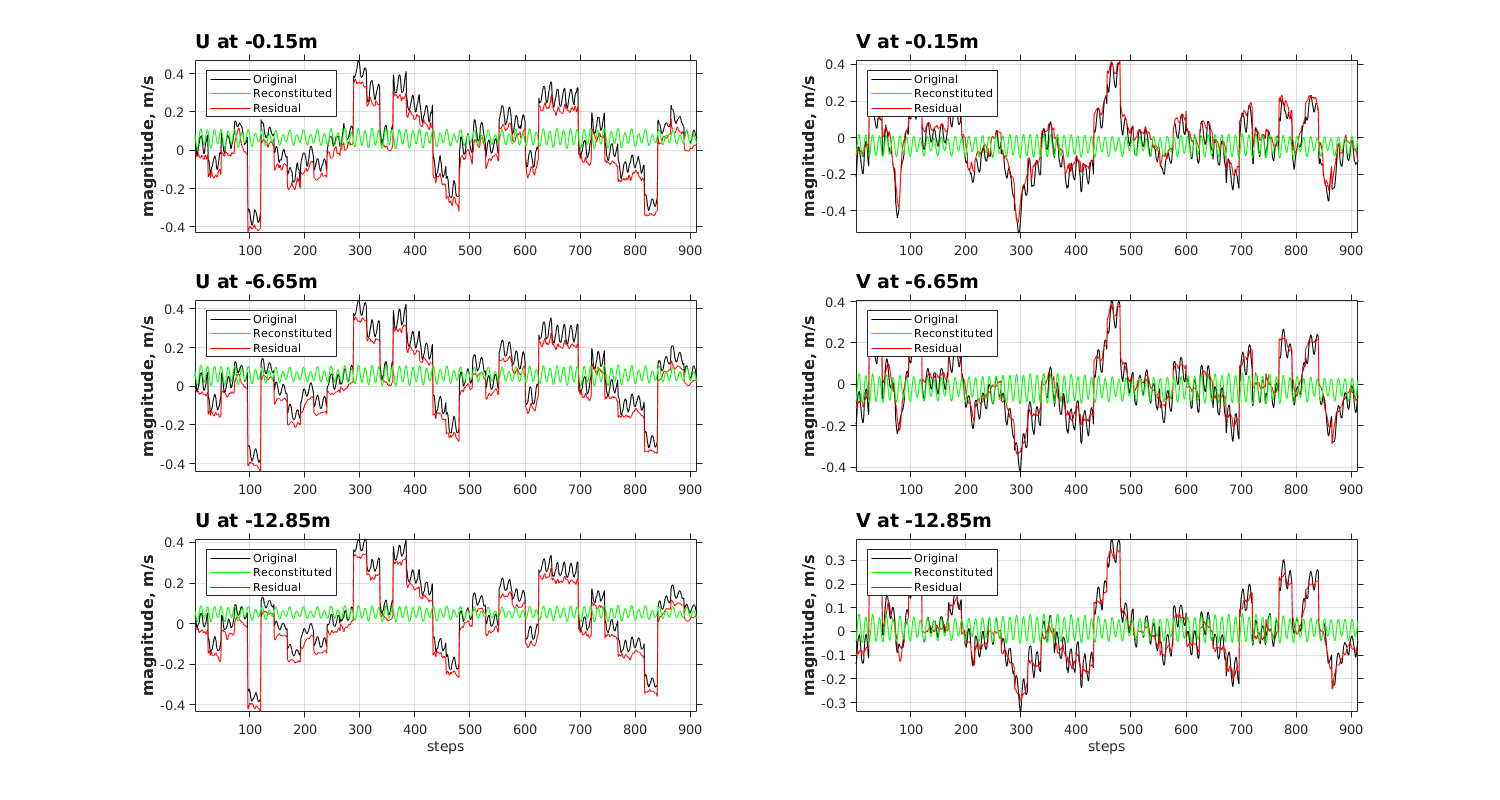 U at -0.15m
magnitude, m/s
0.4
0.2
0
-0.2
-0.4
Original
Reconstituted
Residual
100 200 300 400 500 600 700 800 900
V at -0.15m
magnitude, m/s
0.4
0.2
0
-0.2
-0.4
Original
Reconstituted
Residual
100 200 300 400 500 600 700 800 900
U at -6.65m
magnitude, m/s
0.4
0.2
0
-0.2
-0.4
Original
Reconstituted
Residual
100 200 300 400 500 600 700 800 900
V at -6.65m
magnitude, m/s
0.4
0.2
0
-0.2
-0.4
Original
Reconstituted
Residual
100 200 300 400 500 600 700 800 900
U at -12.85m
magnitude, m/s
0.4
0.2
0
-0.2
-0.4
Original
Reconstituted
Residual
100 200 300 400 500 600 700 800 900
steps
V at -12.85m
magnitude, m/s
0.3
0.2
0.1
0
-0.1
-0.2
-0.3
Original
Reconstituted
Residual
100 200 300 400 500 600 700 800 900
steps